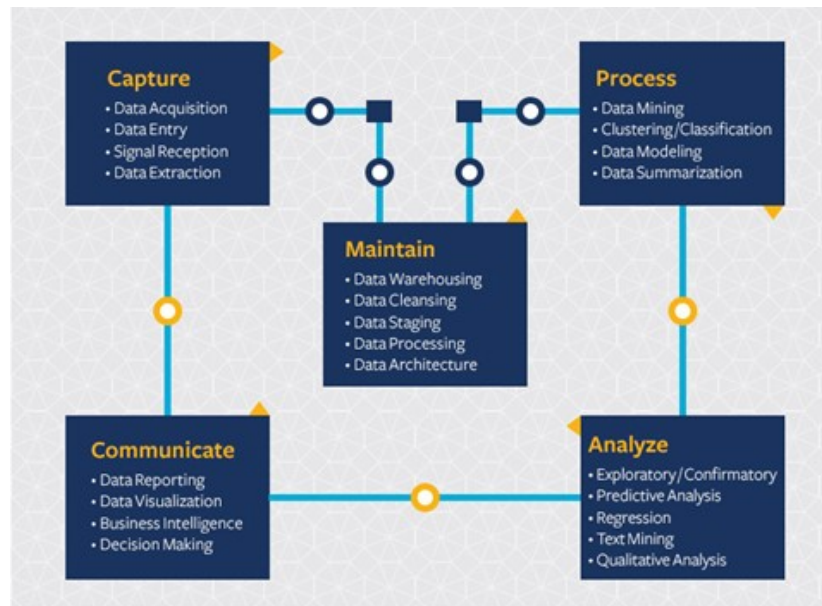 Capture
• Data Acquisition
• Data Entry
• Signal Reception
• Data Extraction
Process
• Data Mining
• Clustering/Classification
• Data Modeling
• Data Summarization
Maintain
• Data Warehousing
• Data Cleansing
• Data Staging
• Data Processing
• Data Architecture
Communicate
• Data Reporting
• Data Visualization
• Business Intelligence
• Decision Making
Analyze
• Exploratory/Confirmatory
• Predictive Analysis
• Regression
• Text Mining
• Qualitative Analysis